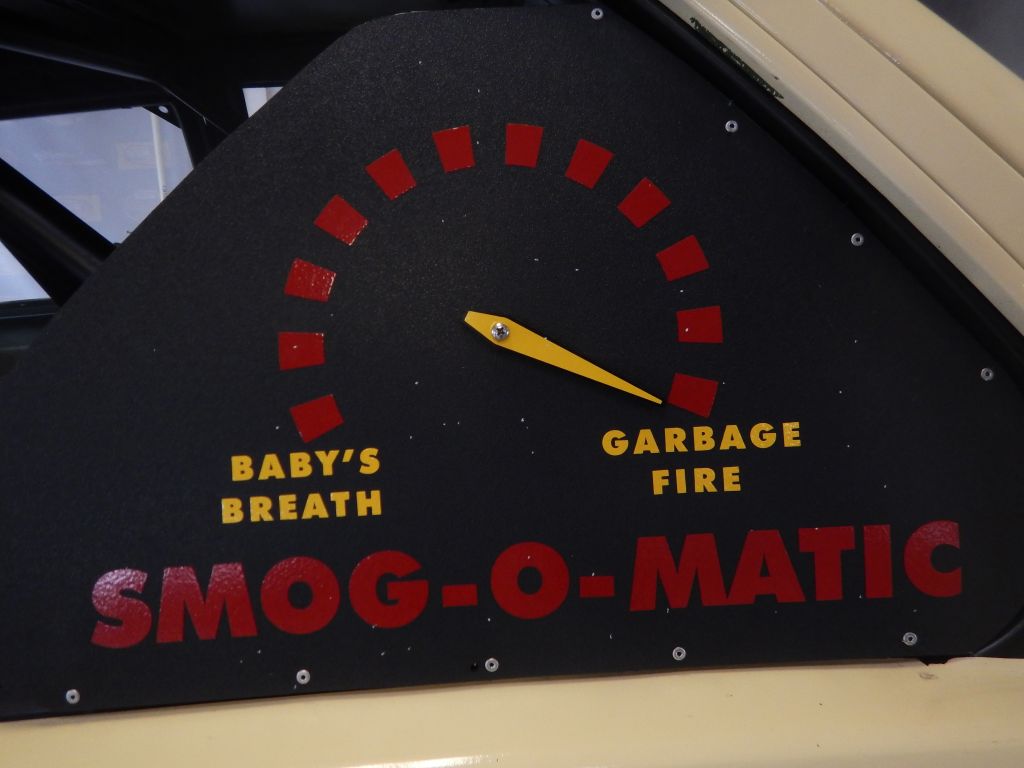 BABY'S
BREATH
GARBAGE
FIRE
SMOG-O-MATIC